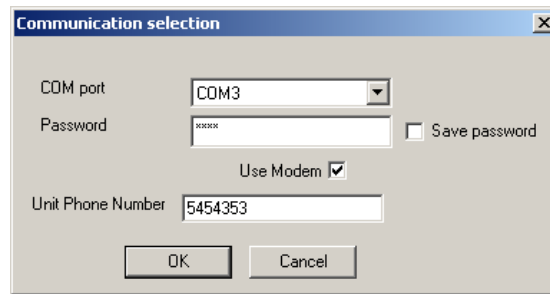 Communication selection
COM port COM3
Password **** Save password
Use Modem
Unit Phone Number 5454353
OK Cancel